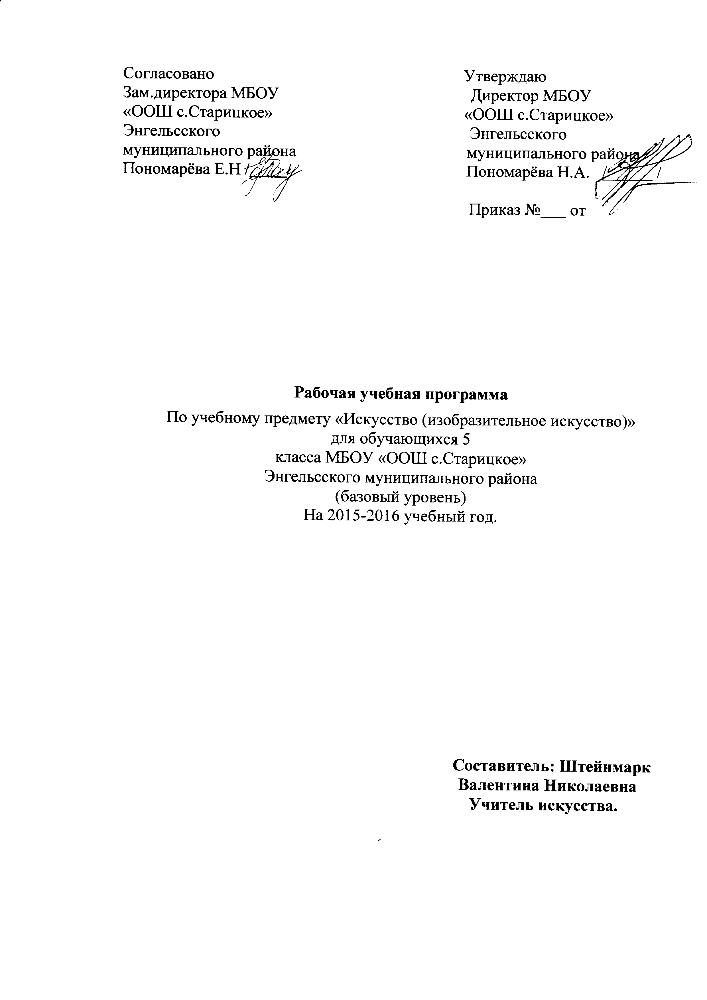 Согласовано
Зам.директора МБОУ
«ООШ с.Старицкое»
Энгельсского
муниципального района
Пономарёва Е.Н
Утверждаю
Директор МБОУ
«ООШ с.Старицкое»
Энгельсского
муниципального района
Пономарёва Н.А.
Приказ №___ от
Рабочая учебная программа
По учебному предмету «Искусство (изобразительное искусство)»
для обучающихся 5
класса МБОУ «ООШ с.Старицкое»
Энгельсского муниципального района
(базовый уровень)
На 2015-2016 учебный год.
Составитель: Штейнмарк
Валентина Николаевна
Учитель искусства.